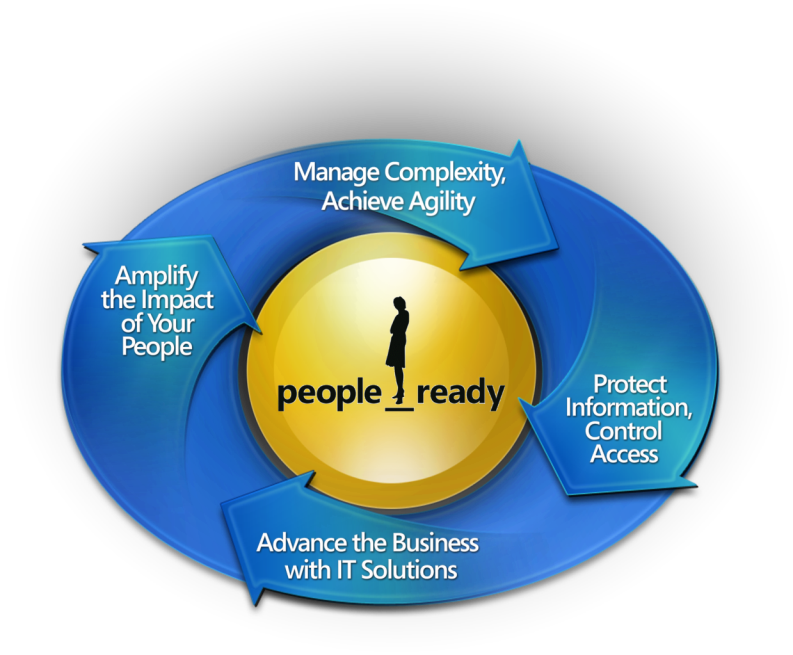 Manage Complexity,
Achieve Agility
Amplify
the Impact
of Your
People
people_ready
Protect
Information,
Control
Access
Advance the Business
with IT Solutions